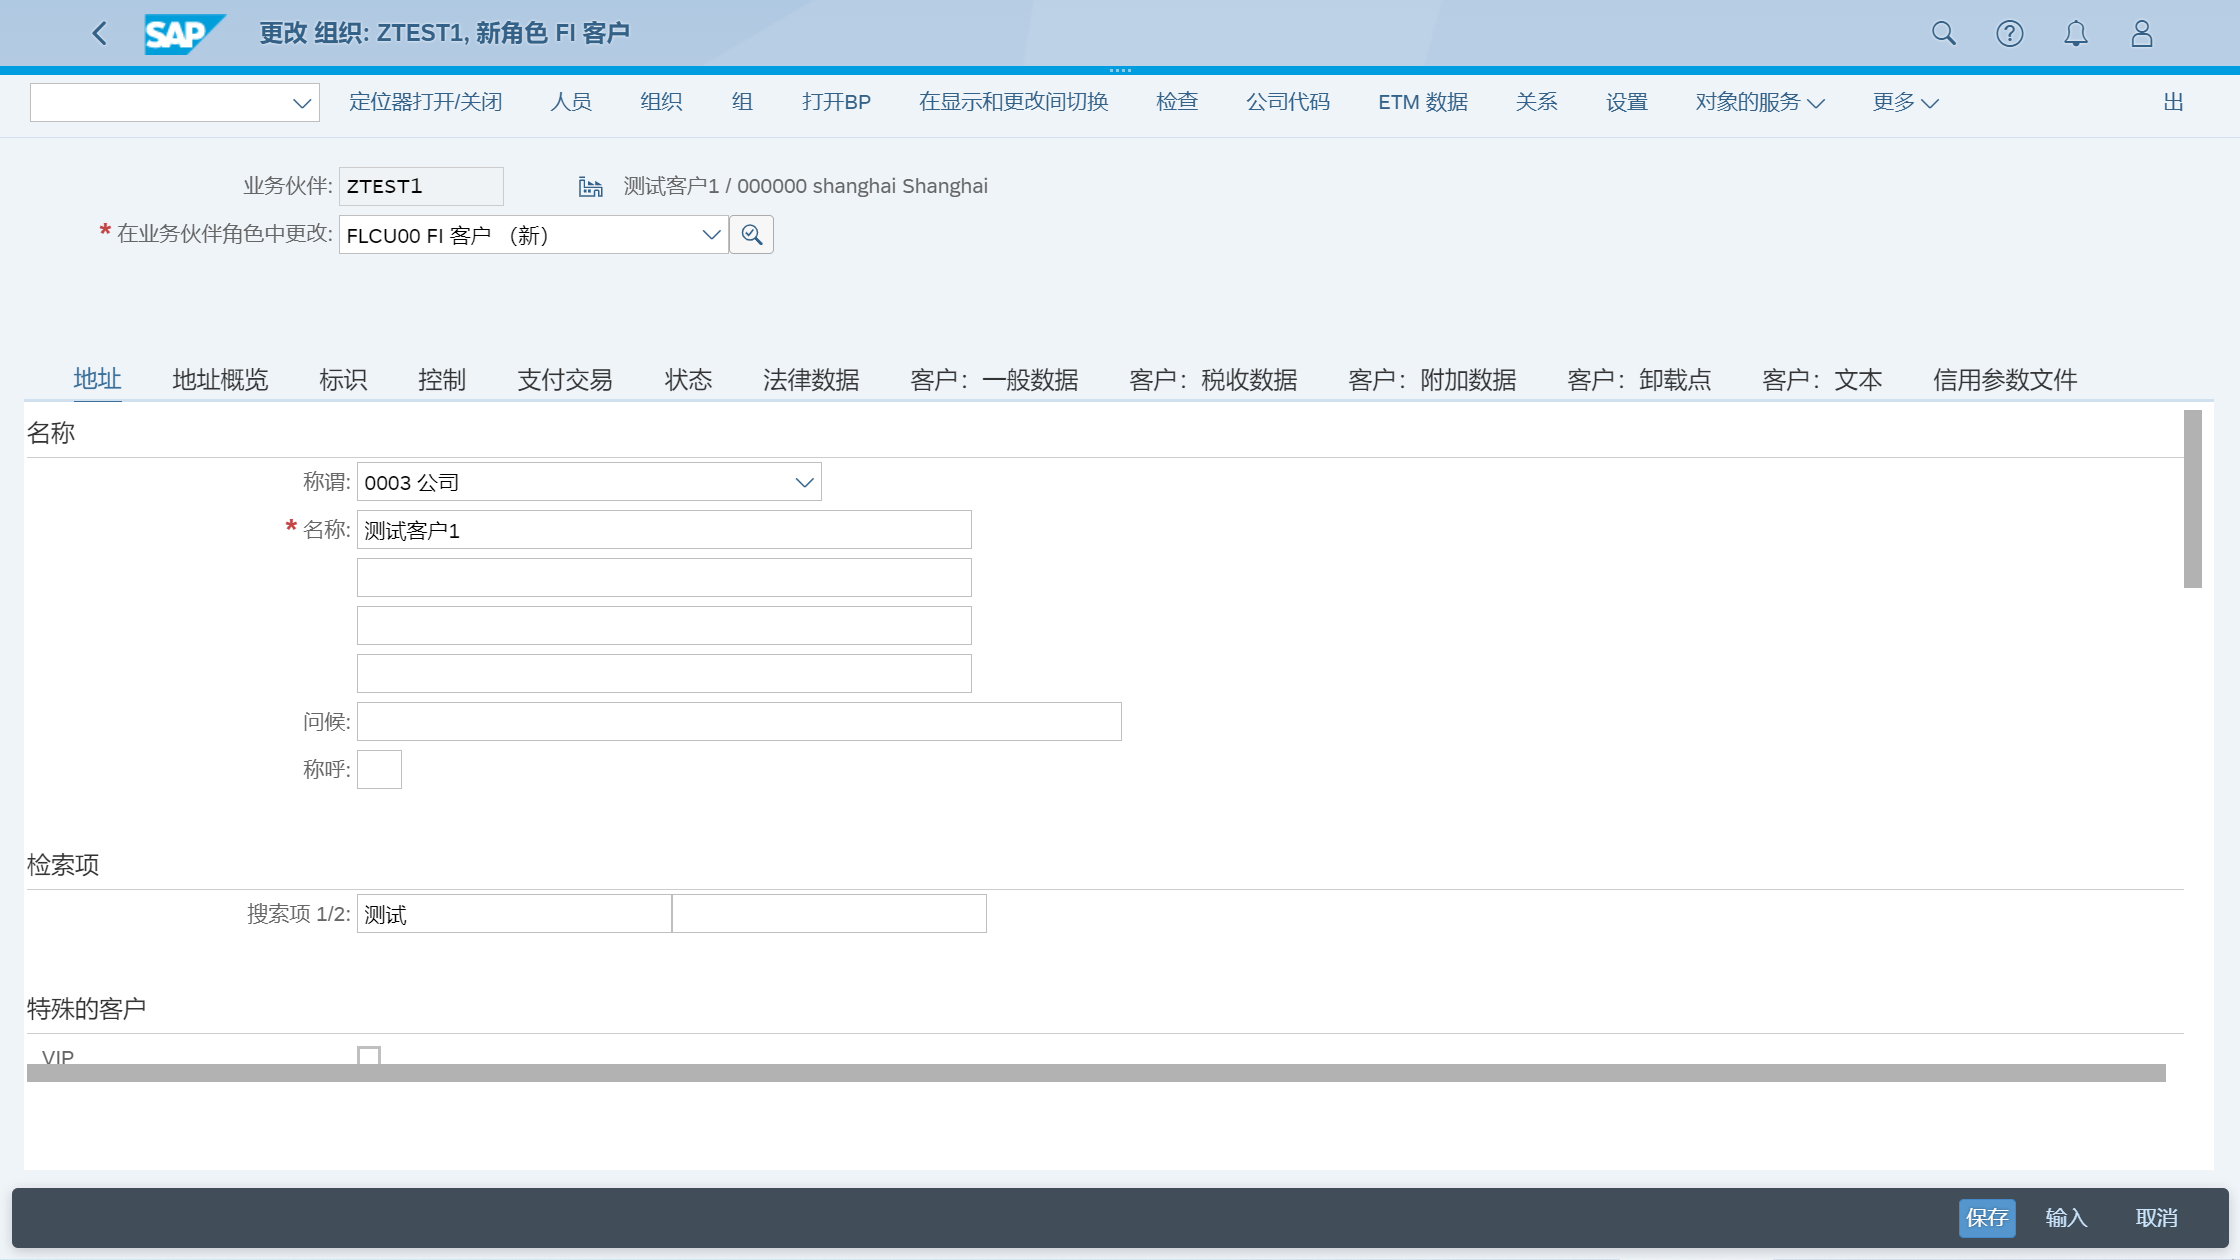 SAP 更改 组织: ZTEST1, 新角色 FI 客户
定位器打开/关闭 人员 组织 组 打开BP 在显示和更改间切换 检查 公司代码 ETM 数据 关系 设置 对象的服务 更多 出
业务伙伴: ZTEST1 测试客户1 / 000000 shanghai Shanghai
* 在业务伙伴角色中更改: FLCU00 FI 客户 （新）
地址 地址概览 标识 控制 支付交易 状态 法律数据 客户：一般数据 客户：税收数据 客户：附加数据 客户：卸载点 客户：文本 信用参数文件
名称
称谓: 0003 公司
* 名称: 测试客户1
问候:
称呼:
检索项
搜索项 1/2: 测试
特殊的客户
VIP
保存 输入 取消